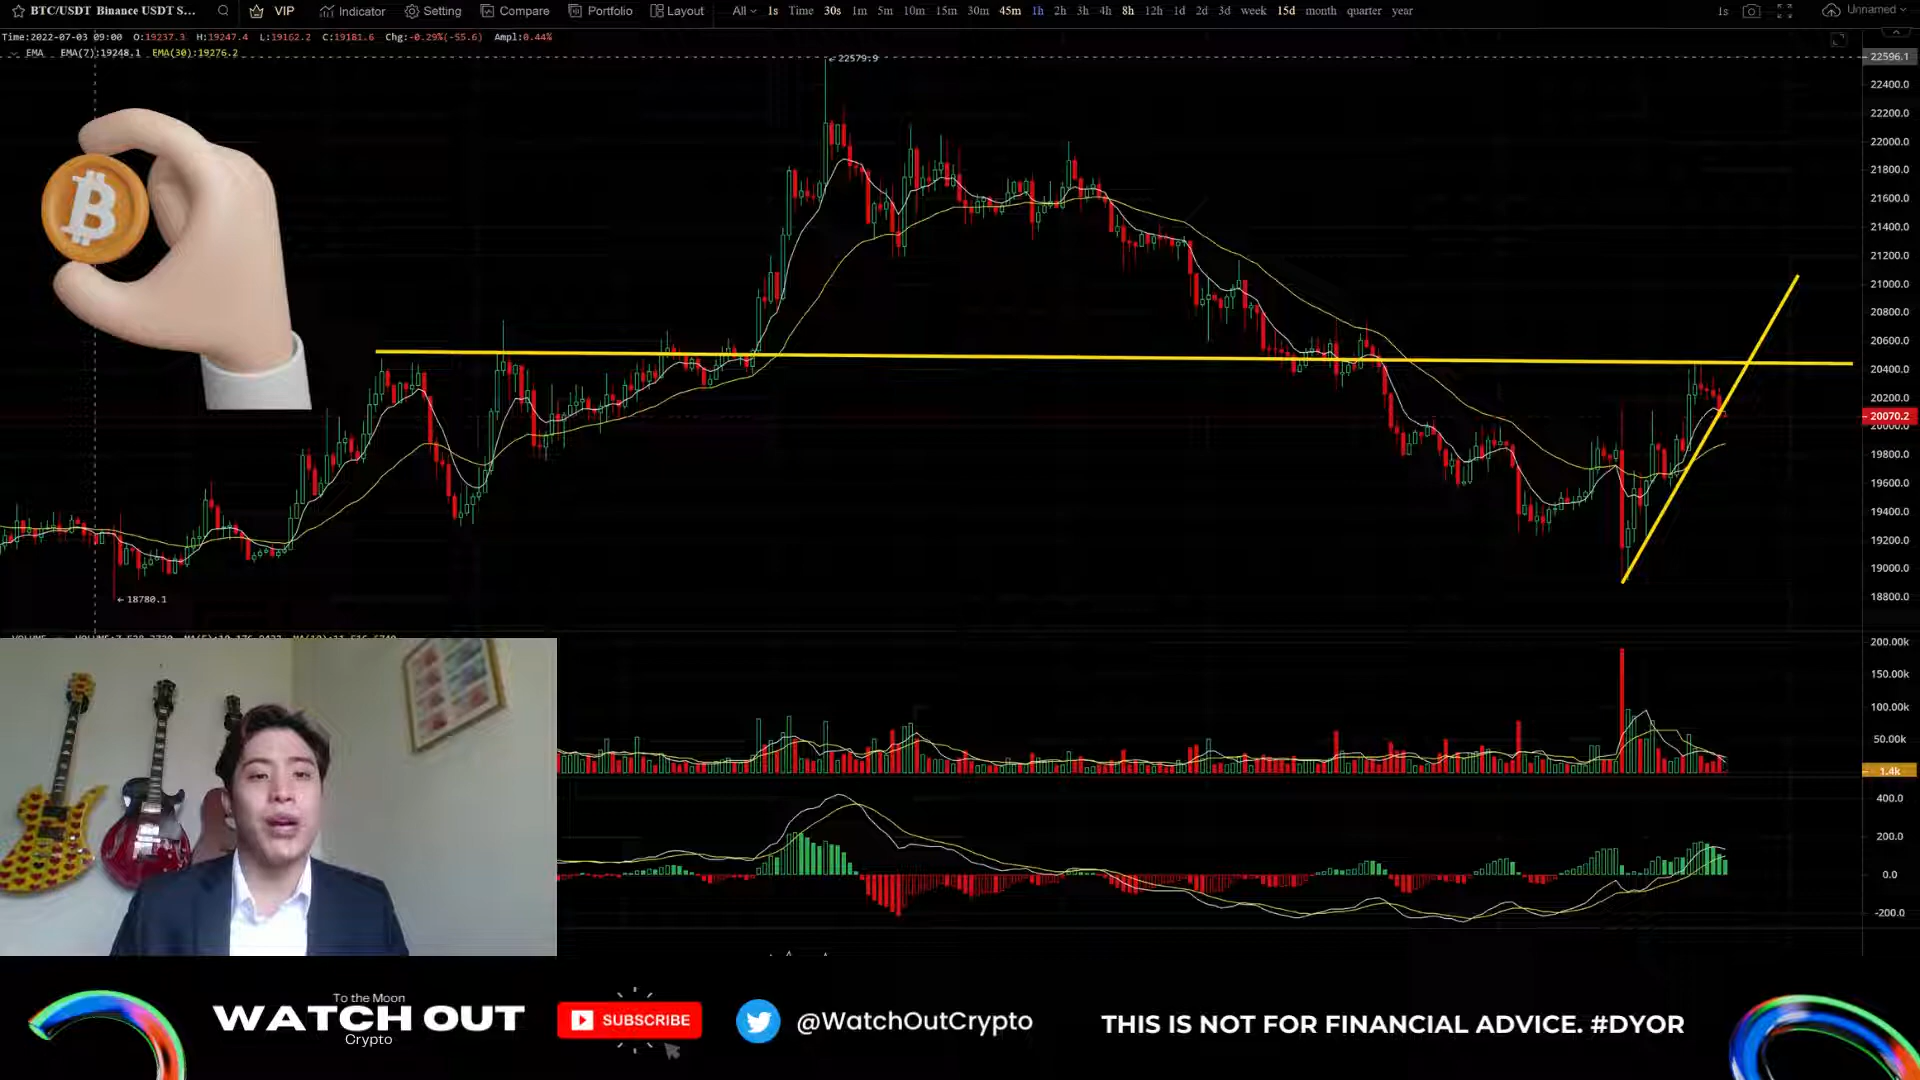 BTC/USDT Binance USDT S... VIP Indicator Setting Compare Portfolio Layout All 1s Time 30s 1m 5m 10m 15m 30m 45m 1h 2h 3h 4h 8h 12h 1d 2d 3d week 15d month quarter year 1s Unnamed
Time:2022-07-03 09:00 O:19237.3 H:19247.4 L:19162.2 C:19181.6 Chg:-0.29%(-55.6) Ampl:0.44%
EMA EMA(7):19248.1 EMA(30):19276.2
22579.9
22596.1
22400.0
22200.0
22000.0
21800.0
21600.0
21400.0
21200.0
21000.0
20800.0
20600.0
20400.0
20200.0
20070.2
20000.0
19800.0
19600.0
19400.0
19200.0
19000.0
18800.0
18780.1
200.00k
150.00k
100.00k
50.00k
1.4k
400.0
200.0
0.0
-200.0
To the Moon
WATCH OUT
Crypto
SUBSCRIBE
@WatchOutCrypto
THIS IS NOT FOR FINANCIAL ADVICE. #DYOR